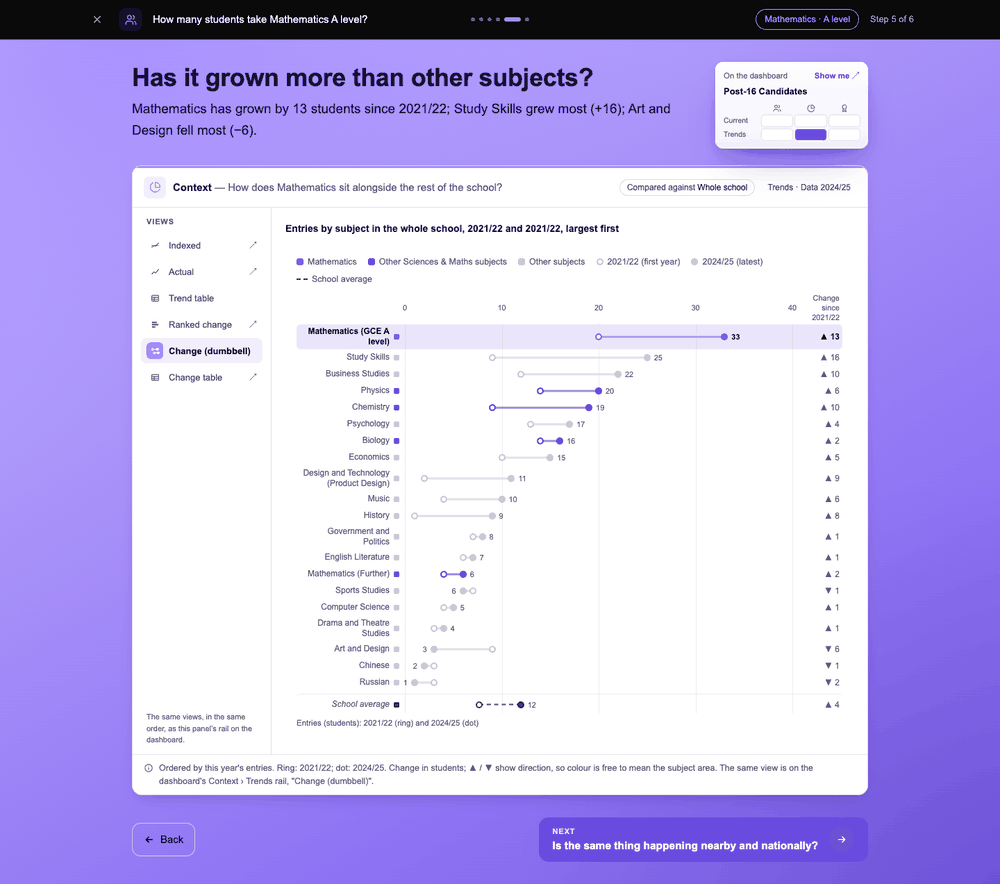 How many students take Mathematics A level?
Mathematics · A level
Step 5 of 6
Has it grown more than other subjects?
Mathematics has grown by 13 students since 2021/22; Study Skills grew most (+16); Art and
Design fell most (−6).
On the dashboard
Show me
Post-16 Candidates
Current
Trends
Context — How does Mathematics sit alongside the rest of the school?
Compared against Whole school
Trends · Data 2024/25
VIEWS
Indexed
Actual
Trend table
Ranked change
Change (dumbbell)
Change table
The same views, in the same
order, as this panel's rail on the
dashboard.
Entries by subject in the whole school, 2021/22 and 2021/22, largest first
Mathematics
Other Sciences & Maths subjects
Other subjects
2021/22 (first year)
2024/25 (latest)
School average
0 10 20 30 40
Change
since
2021/22
Mathematics (GCE A
level) 33 ▲ 13
Study Skills 25 ▲ 16
Business Studies 22 ▲ 10
Physics 20 ▲ 6
Chemistry 19 ▲ 10
Psychology 17 ▲ 4
Biology 16 ▲ 2
Economics 15 ▲ 5
Design and Technology
(Product Design) 11 ▲ 9
Music 10 ▲ 6
History 9 ▲ 8
Government and
Politics 8 ▲ 1
English Literature 7 ▲ 1
Mathematics (Further) 6 ▲ 2
Sports Studies 6 ▼ 1
Computer Science 5 ▲ 1
Drama and Theatre
Studies 4 ▲ 1
Art and Design 3 ▼ 6
Chinese 2 ▼ 1
Russian 1 ▼ 2
School average 12 ▲ 4
Entries (students): 2021/22 (ring) and 2024/25 (dot)
Ordered by this year's entries. Ring: 2021/22; dot: 2024/25. Change in students; ▲ / ▼ show direction, so colour is free to mean the subject area. The same view is on the
dashboard's Context › Trends rail, "Change (dumbbell)".
← Back
NEXT
Is the same thing happening nearby and nationally? →